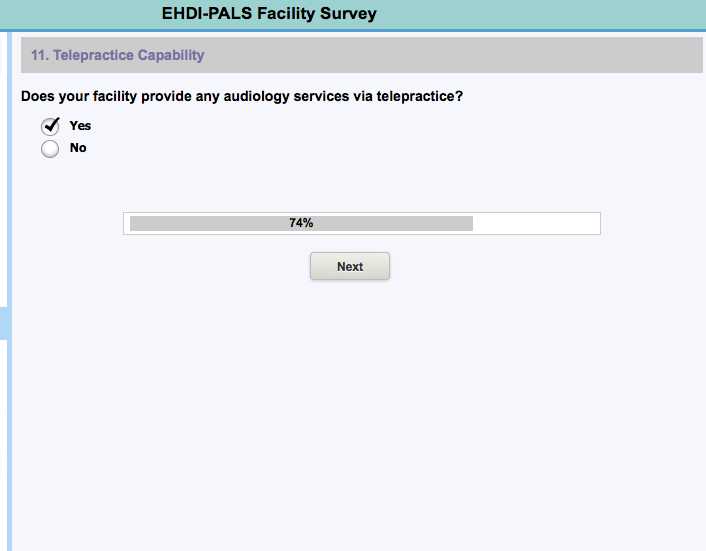 EHDI-PALS Facility Survey
11. Telepractice Capability
Does your facility provide any audiology services via telepractice?
Yes
No
74%
Next